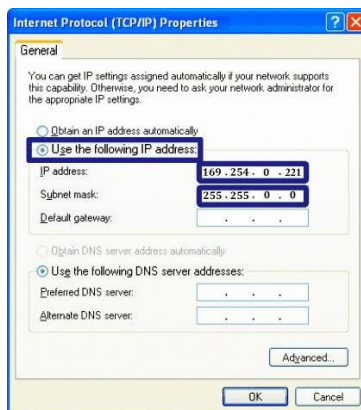 Internet Protocol (TCP/IP) Properties
General
You can get IP settings assigned automatically if your network supports
this capability. Otherwise, you need to ask your network administrator for
the appropriate IP settings.
Obtain an IP address automatically
Use the following IP address:
IP address: 169 . 254 . 0 . 221
Subnet mask: 255 . 255 . 0 . 0
Default gateway: . . .
Obtain DNS server address automatically
Use the following DNS server addresses:
Preferred DNS server: . . .
Alternate DNS server: . . .
Advanced...
OK Cancel